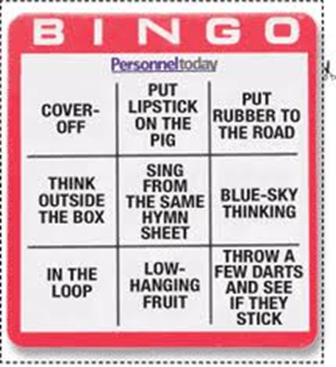 BINGO
Personneltoday
COVER-
OFF
PUT
LIPSTICK
ON THE
PIG
PUT
RUBBER TO
THE ROAD
THINK
OUTSIDE
THE BOX
SING
FROM
THE SAME
HYMN
SHEET
BLUE-SKY
THINKING
IN THE
LOOP
LOW-
HANGING
FRUIT
THROW A
FEW DARTS
AND SEE
IF THEY
STICK